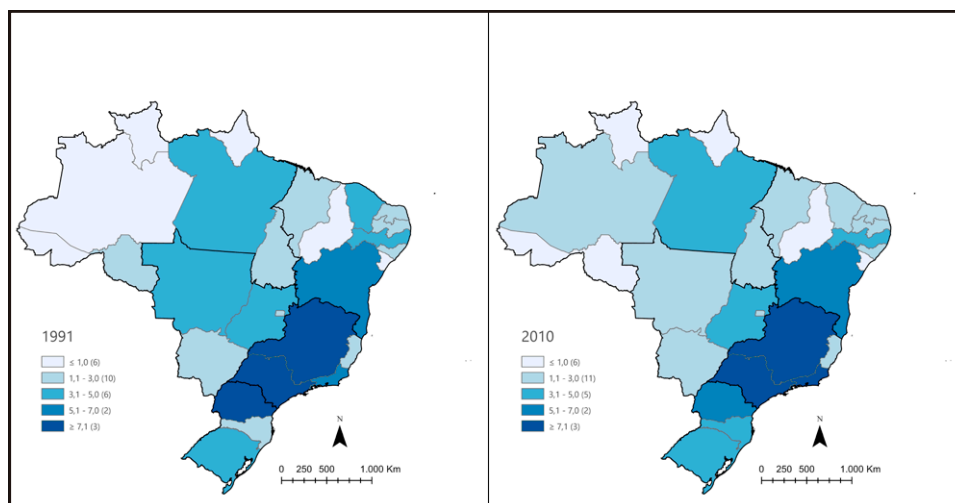 1991
≤ 1,0 (6)
1,1 - 3,0 (10)
3,1 - 5,0 (6)
5,1 - 7,0 (2)
≥ 7,1 (3)
N
0 250 500 1.000 Km
2010
≤ 1,0 (6)
1,1 - 3,0 (11)
3,1 - 5,0 (5)
5,1 - 7,0 (2)
≥ 7,1 (3)
N
0 250 500 1.000 Km